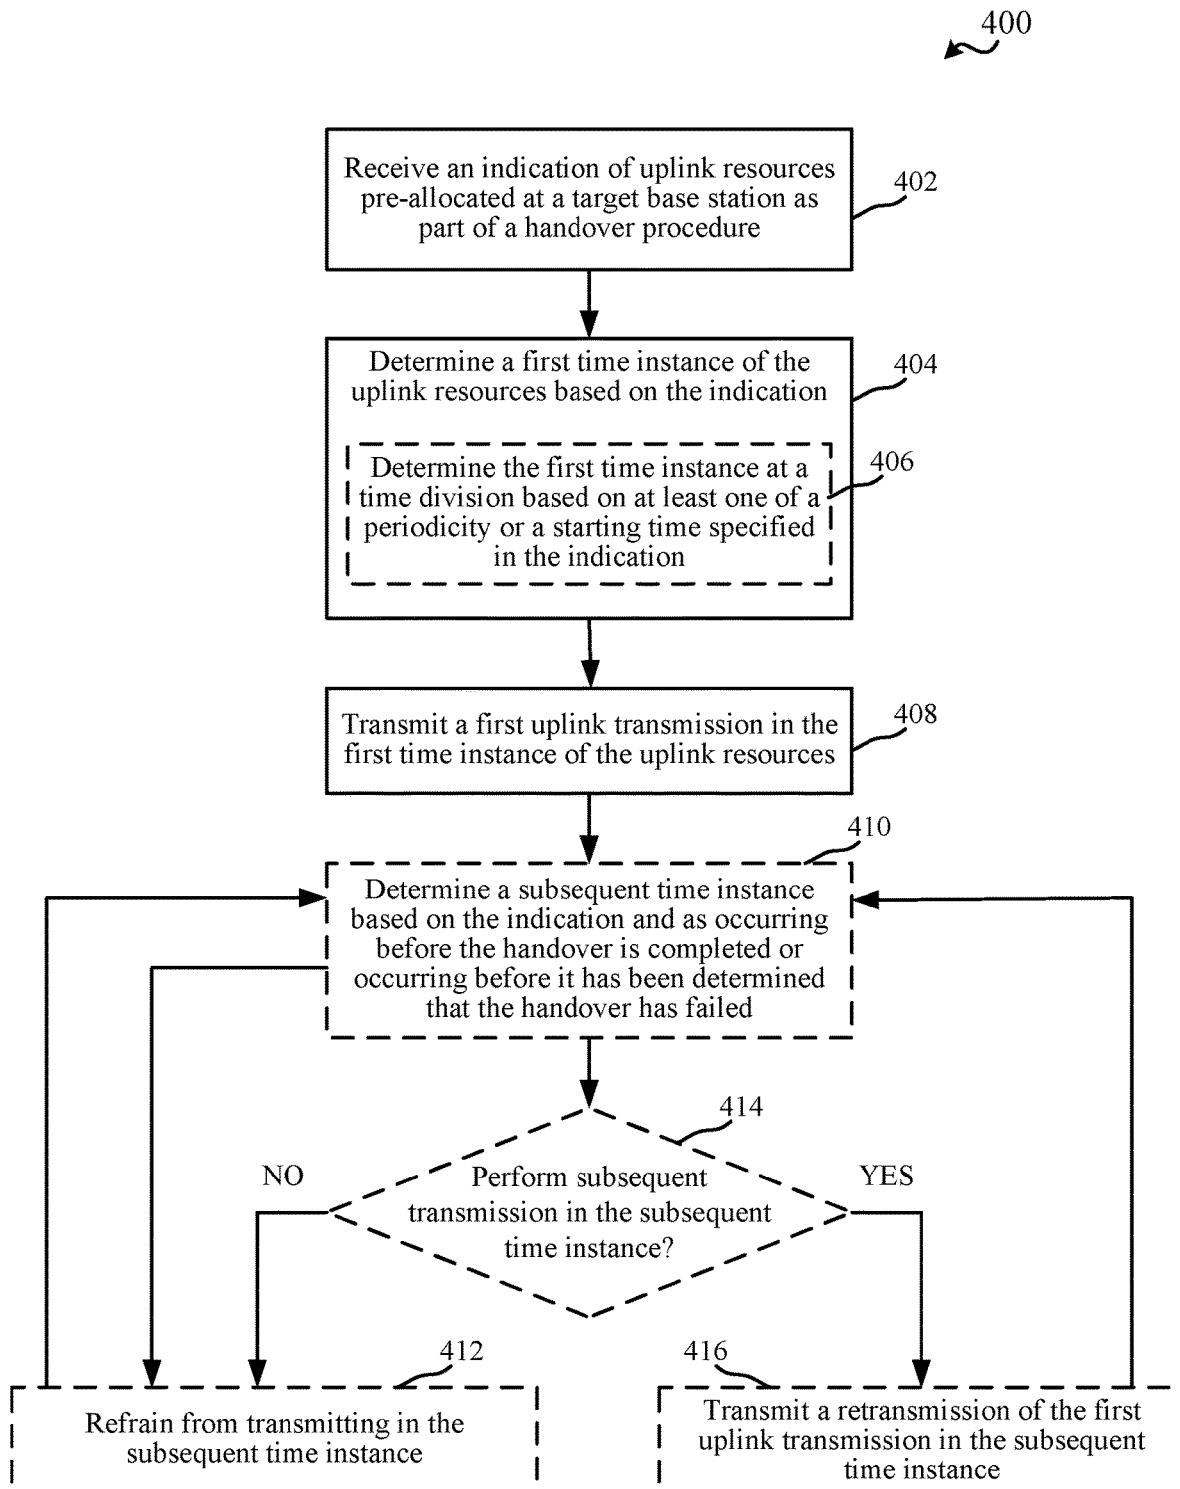 400
Receive an indication of uplink resources
pre-allocated at a target base station as
part of a handover procedure
402
Determine a first time instance of the
uplink resources based on the indication
404
Determine the first time instance at a
time division based on at least one of a
periodicity or a starting time specified
in the indication
406
Transmit a first uplink transmission in the
first time instance of the uplink resources
408
410
Determine a subsequent time instance
based on the indication and as occurring
before the handover is completed or
occurring before it has been determined
that the handover has failed
414
NO
Perform subsequent
transmission in the subsequent
time instance?
YES
412
Refrain from transmitting in the
subsequent time instance
416
Transmit a retransmission of the first
uplink transmission in the subsequent
time instance